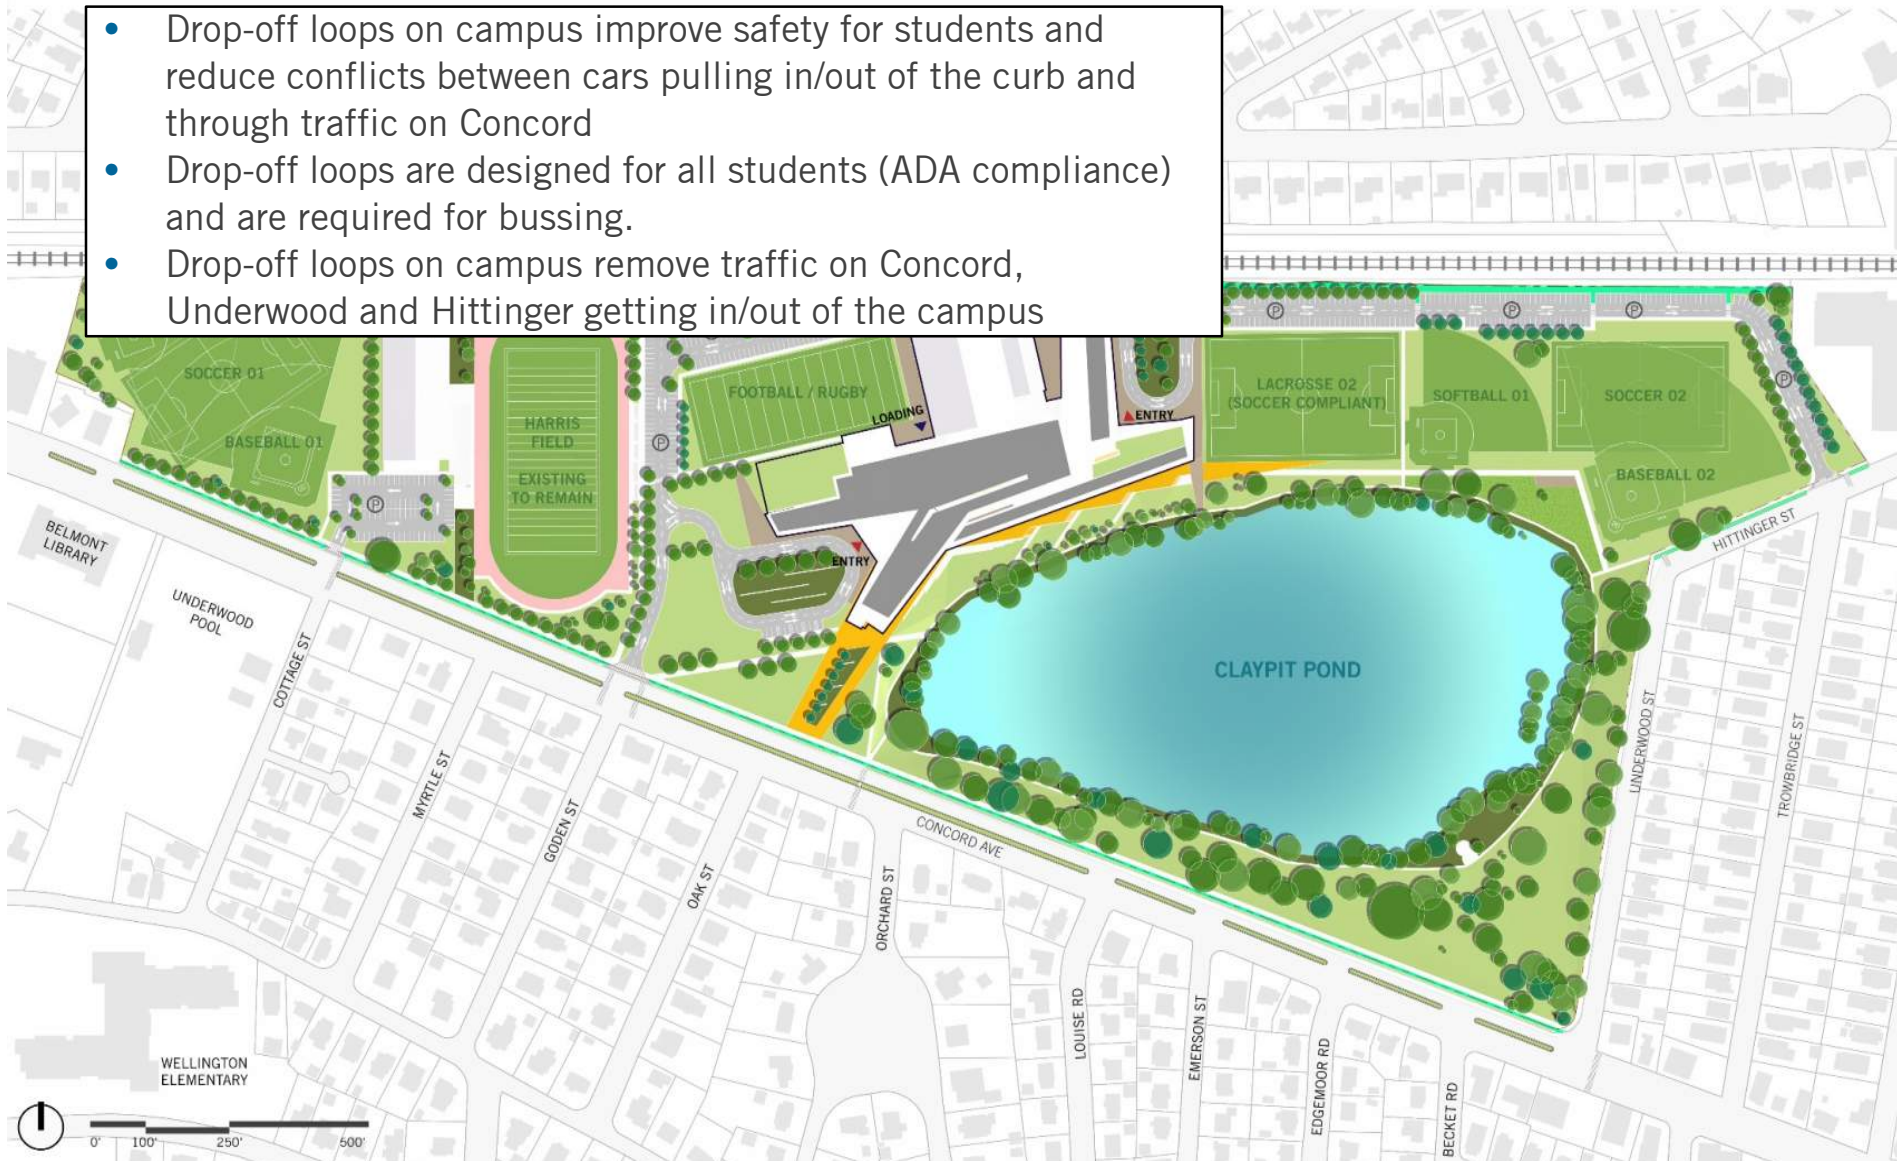 • Drop-off loops on campus improve safety for students and
reduce conflicts between cars pulling in/out of the curb and
through traffic on Concord
• Drop-off loops are designed for all students (ADA compliance)
and are required for bussing.
• Drop-off loops on campus remove traffic on Concord,
Underwood and Hittinger getting in/out of the campus
P
P
P
P
SOCCER 01
BASEBALL 01
HARRIS
FIELD
EXISTING
TO REMAIN
P
P
FOOTBALL / RUGBY
LOADING
ENTRY
ENTRY
LACROSSE 02
(SOCCER COMPLIANT)
SOFTBALL 01
SOCCER 02
BASEBALL 02
HITTINGER ST
BELMONT
LIBRARY
UNDERWOOD
POOL
COTTAGE ST
MYRTLE ST
GODEN ST
OAK ST
ORCHARD ST
CONCORD AVE
CLAYPIT POND
UNDERWOOD ST
TROWBRIDGE ST
LOUISE RD
EMERSON ST
EDGEMOOR RD
BECKET RD
WELLINGTON
ELEMENTARY
0' 100' 250' 500'